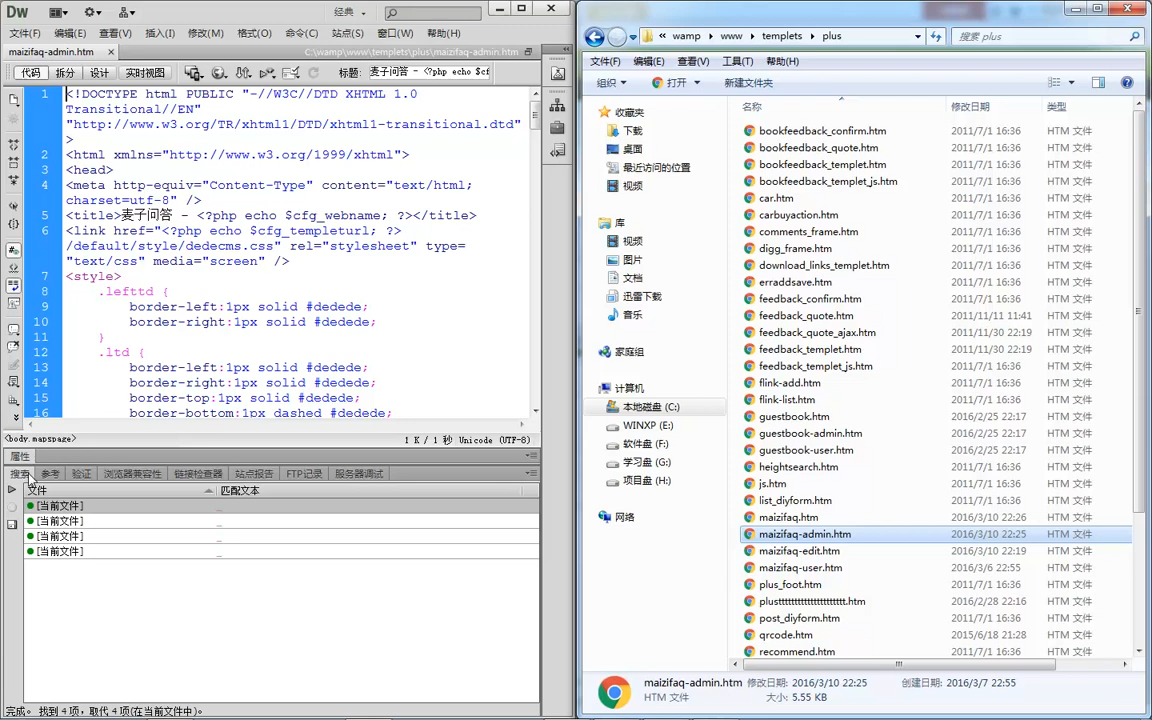 Dw
经典
文件(F) 编辑(E) 查看(V) 插入(I) 修改(M) 格式(O) 命令(C) 站点(S) 窗口(W) 帮助(H)
maizifaq-admin.htm × C:\wamp\www\templets\plus\maizifaq-admin.htm
代码 拆分 设计 实时视图 标题: 麦子问答 - <?php echo $cf
1 <!DOCTYPE html PUBLIC "-//W3C//DTD XHTML 1.0
Transitional//EN"
"http://www.w3.org/TR/xhtml1/DTD/xhtml1-transitional.dtd"
>
2 <html xmlns="http://www.w3.org/1999/xhtml">
3 <head>
4 <meta http-equiv="Content-Type" content="text/html;
charset=utf-8" />
5 <title>麦子问答 - <?php echo $cfg_webname; ?></title>
6 <link href="<?php echo $cfg_templeturl; ?>
/default/style/dedecms.css" rel="stylesheet" type=
"text/css" media="screen" />
7 <style>
8 .lefttd {
9 border-left:1px solid #dedede;
10 border-right:1px solid #dedede;
11 }
12 .ltd {
13 border-left:1px solid #dedede;
14 border-right:1px solid #dedede;
15 border-top:1px solid #dedede;
16 border-bottom:1px dashed #dedede;
<body.mapspage> 1 K / 1 秒 Unicode (UTF-8)
属性
搜索 参考 验证 浏览器兼容性 链接检查器 站点报告 FTP记录 服务器调试
文件 匹配文本
[当前文件]
[当前文件]
[当前文件]
[当前文件]
完成。 找到 4 项，取代 4 项(在当前文件中)。
« wamp ▸ www ▸ templets ▸ plus 搜索 plus
文件(F) 编辑(E) 查看(V) 工具(T) 帮助(H)
组织 打开 新建文件夹
收藏夹
下载
桌面
最近访问的位置
视频
库
视频
图片
文档
迅雷下载
音乐
家庭组
计算机
本地磁盘 (C:)
WINXP (E:)
软件盘 (F:)
学习盘 (G:)
项目盘 (H:)
网络
名称 修改日期 类型
bookfeedback_confirm.htm 2011/7/1 16:36 HTM 文件
bookfeedback_quote.htm 2011/7/1 16:36 HTM 文件
bookfeedback_templet.htm 2011/7/1 16:36 HTM 文件
bookfeedback_templet_js.htm 2011/7/1 16:36 HTM 文件
car.htm 2011/7/1 16:36 HTM 文件
carbuyaction.htm 2011/7/1 16:36 HTM 文件
comments_frame.htm 2011/7/1 16:36 HTM 文件
digg_frame.htm 2011/7/1 16:36 HTM 文件
download_links_templet.htm 2011/7/1 16:36 HTM 文件
erraddsave.htm 2011/7/1 16:36 HTM 文件
feedback_confirm.htm 2011/7/1 16:36 HTM 文件
feedback_quote.htm 2011/11/11 11:41 HTM 文件
feedback_quote_ajax.htm 2011/11/30 22:19 HTM 文件
feedback_templet.htm 2011/11/30 22:19 HTM 文件
feedback_templet_js.htm 2011/7/1 16:36 HTM 文件
flink-add.htm 2011/7/1 16:36 HTM 文件
flink-list.htm 2011/7/1 16:36 HTM 文件
guestbook.htm 2016/2/25 22:17 HTM 文件
guestbook-admin.htm 2016/2/25 22:17 HTM 文件
guestbook-user.htm 2016/2/25 22:17 HTM 文件
heightsearch.htm 2011/7/1 16:36 HTM 文件
js.htm 2011/7/1 16:36 HTM 文件
list_diyform.htm 2011/7/1 16:36 HTM 文件
maizifaq.htm 2016/3/10 22:26 HTM 文件
maizifaq-admin.htm 2016/3/10 22:25 HTM 文件
maizifaq-edit.htm 2016/3/10 22:19 HTM 文件
maizifaq-user.htm 2016/3/6 22:55 HTM 文件
plus_foot.htm 2011/7/1 16:36 HTM 文件
2016/2/28 22:16 HTM 文件
post_diyform.htm 2011/7/1 16:36 HTM 文件
qrcode.htm 2015/6/18 21:28 HTM 文件
recommend.htm 2011/7/1 16:36 HTM 文件
maizifaq-admin.htm 修改日期: 2016/3/10 22:25 创建日期: 2016/3/7 22:55
HTM 文件 大小: 5.55 KB